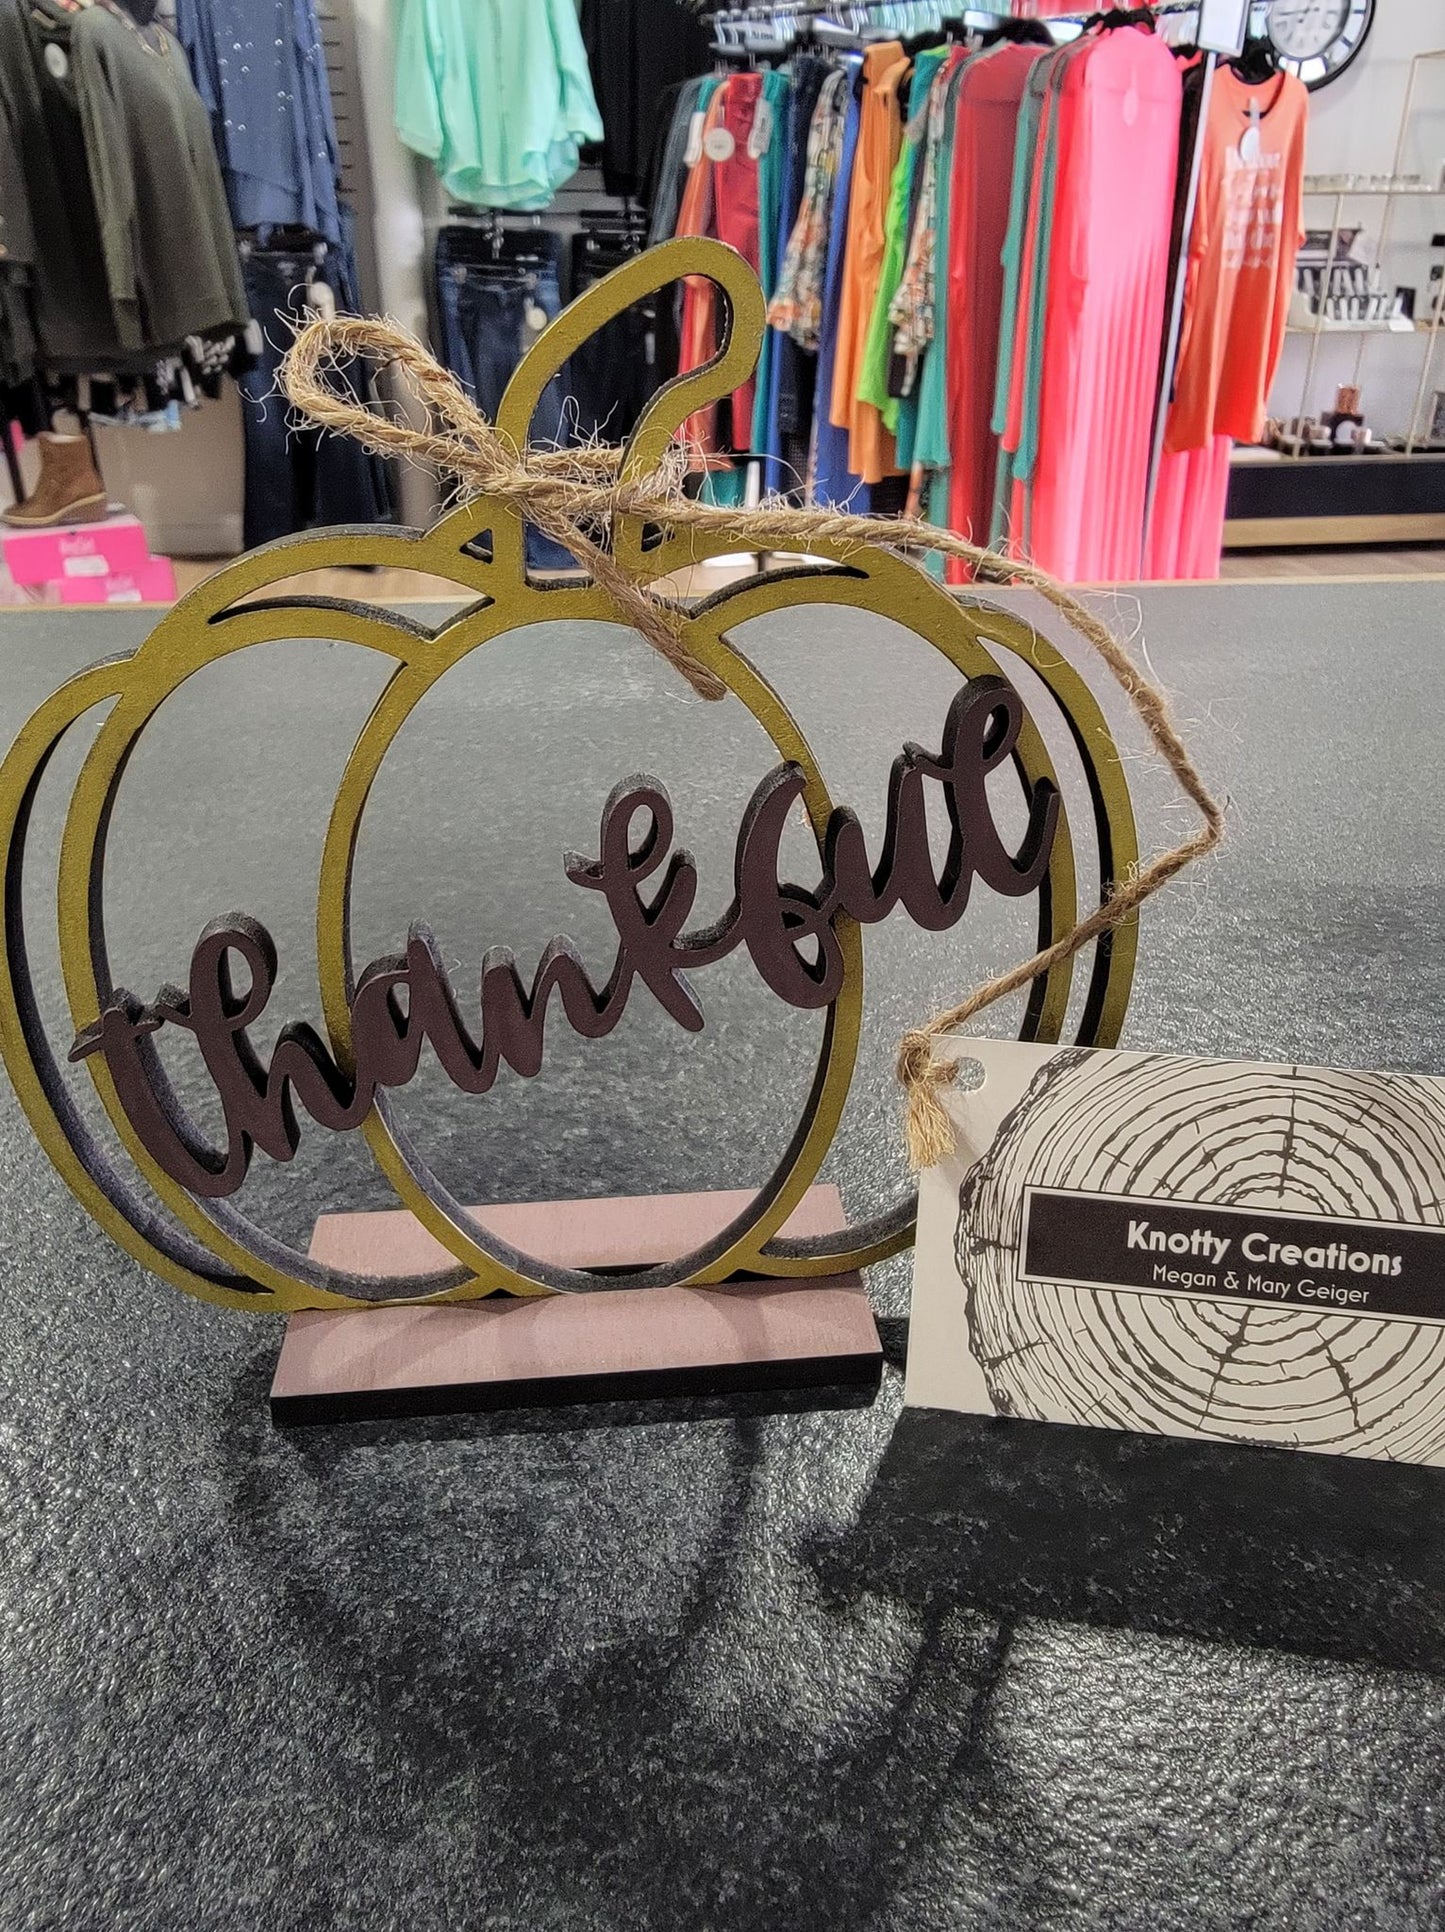 thankful
Knotty Creations
Megan & Mary Geiger